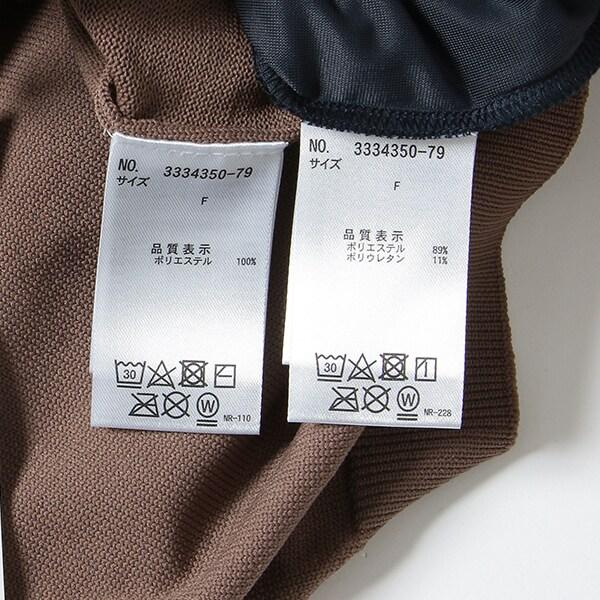 NO. 3334350-79
サイズ
F
品質表示
ポリエステル 100%
30
W
NR-110
NO. 3334350-79
サイズ
F
品質表示
ポリエステル 89%
ポリウレタン 11%
30
W
NR-228